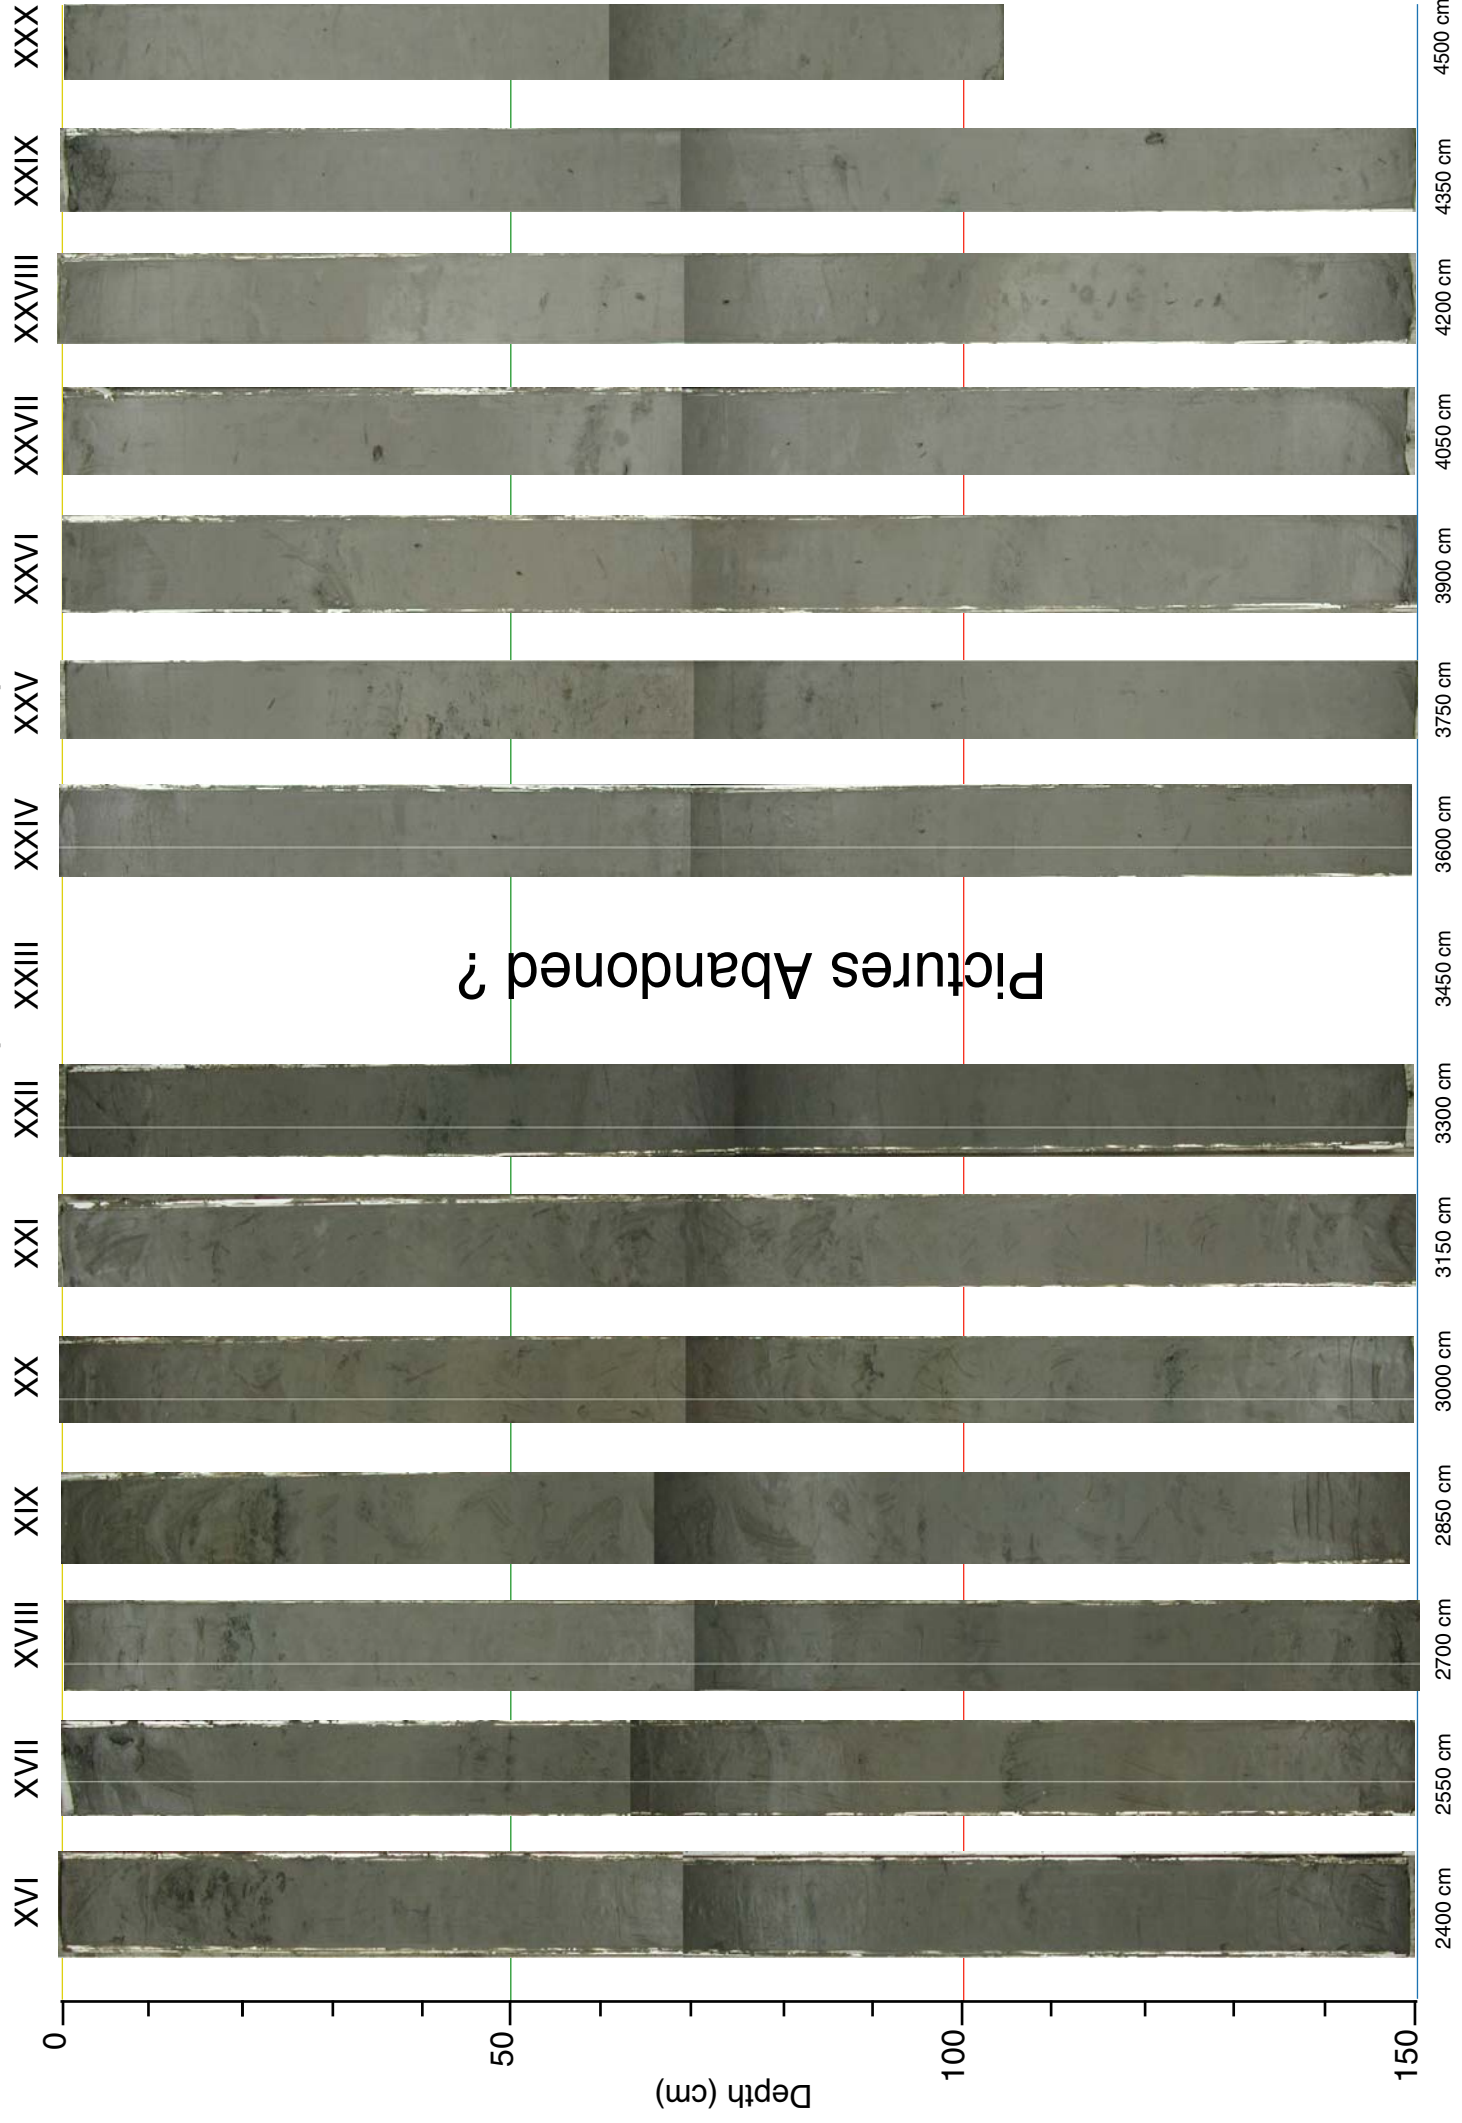 XVI XVII XVIII XIX XX XXI XXII XXIII XXIV XXV XXVI XXVII XXVIII XXIX XXX
0
50
100
150
Depth (cm)
Pictures Abandoned ?
2400 cm 2550 cm 2700 cm 2850 cm 3000 cm 3150 cm 3300 cm 3450 cm 3600 cm 3750 cm 3900 cm 4050 cm 4200 cm 4350 cm 4500 cm